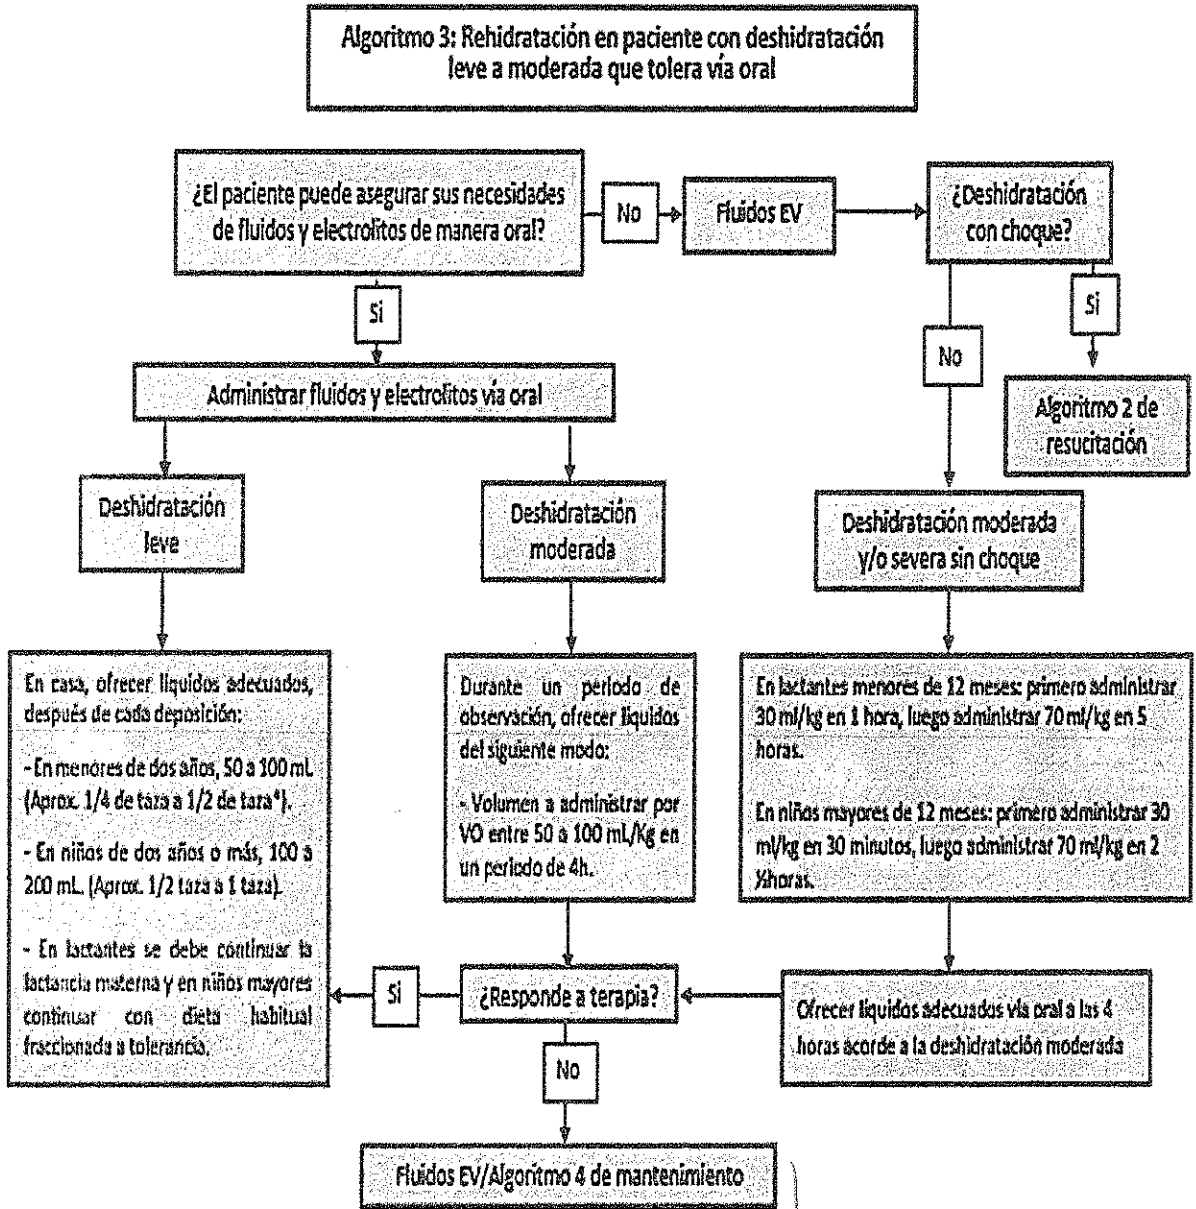 Algoritmo 3: Rehidratación en paciente con deshidratación
leve a moderada que tolera vía oral
¿El paciente puede asegurar sus necesidades
de fluidos y electrolitos de manera oral?
No
Fluidos EV
¿Deshidratación
con choque?
Si
No
Si
Administrar fluidos y electrolitos vía oral
Algoritmo 2 de
resucitación
Deshidratación
leve
Deshidratación
moderada
Deshidratación moderada
y/o severa sin choque
En casa, ofrecer líquidos adecuados,
después de cada deposición:
- En menores de dos años, 50 a 100 mL
(Aprox. 1/4 de taza a 1/2 de taza*).
- En niños de dos años o más, 100 a
200 mL. (Aprox. 1/2 taza a 1 taza).
- En lactantes se debe continuar la
lactancia materna y en niños mayores
continuar con dieta habitual
fraccionada a tolerancia.
Durante un periodo de
observación, ofrecer líquidos
del siguiente modo:
- Volumen a administrar por
VO entre 50 a 100 mL/Kg en
un periodo de 4h.
En lactantes menores de 12 meses: primero administrar
30 ml/kg en 1 hora, luego administrar 70 ml/kg en 5
horas.
En niños mayores de 12 meses: primero administrar 30
ml/kg en 30 minutos, luego administrar 70 ml/kg en 2
½horas.
Si
¿Responde a terapia?
Ofrecer líquidos adecuados vía oral a las 4
horas acorde a la deshidratación moderada
No
Fluidos EV/Algoritmo 4 de mantenimiento